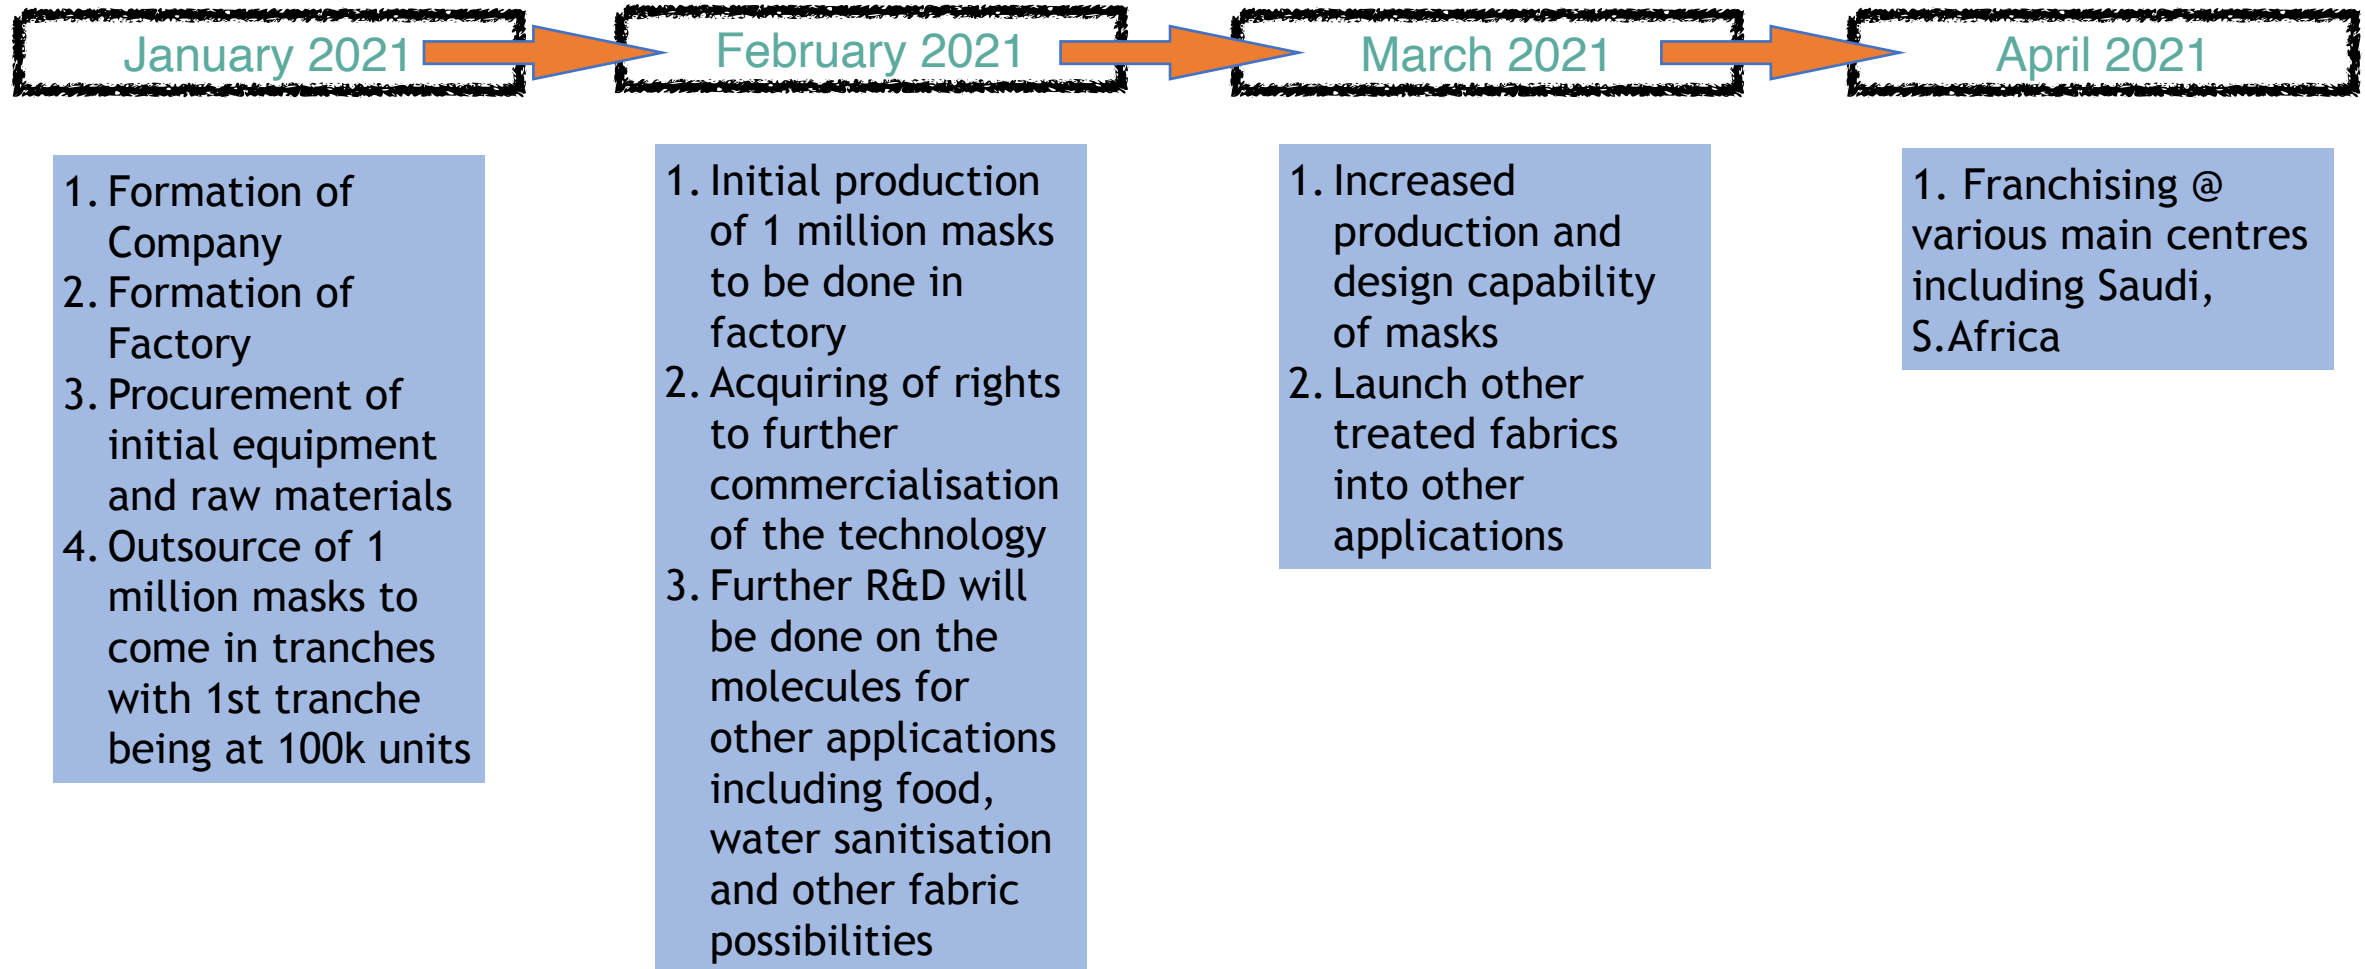 January 2021
February 2021
March 2021
April 2021
1. Formation of
Company
2. Formation of
Factory
3. Procurement of
initial equipment
and raw materials
4. Outsource of 1
million masks to
come in tranches
with 1st tranche
being at 100k units
1. Initial production
of 1 million masks
to be done in
factory
2. Acquiring of rights
to further
commercialisation
of the technology
3. Further R&D will
be done on the
molecules for
other applications
including food,
water sanitisation
and other fabric
possibilities
1. Increased
production and
design capability
of masks
2. Launch other
treated fabrics
into other
applications
1. Franchising @
various main centres
including Saudi,
S.Africa